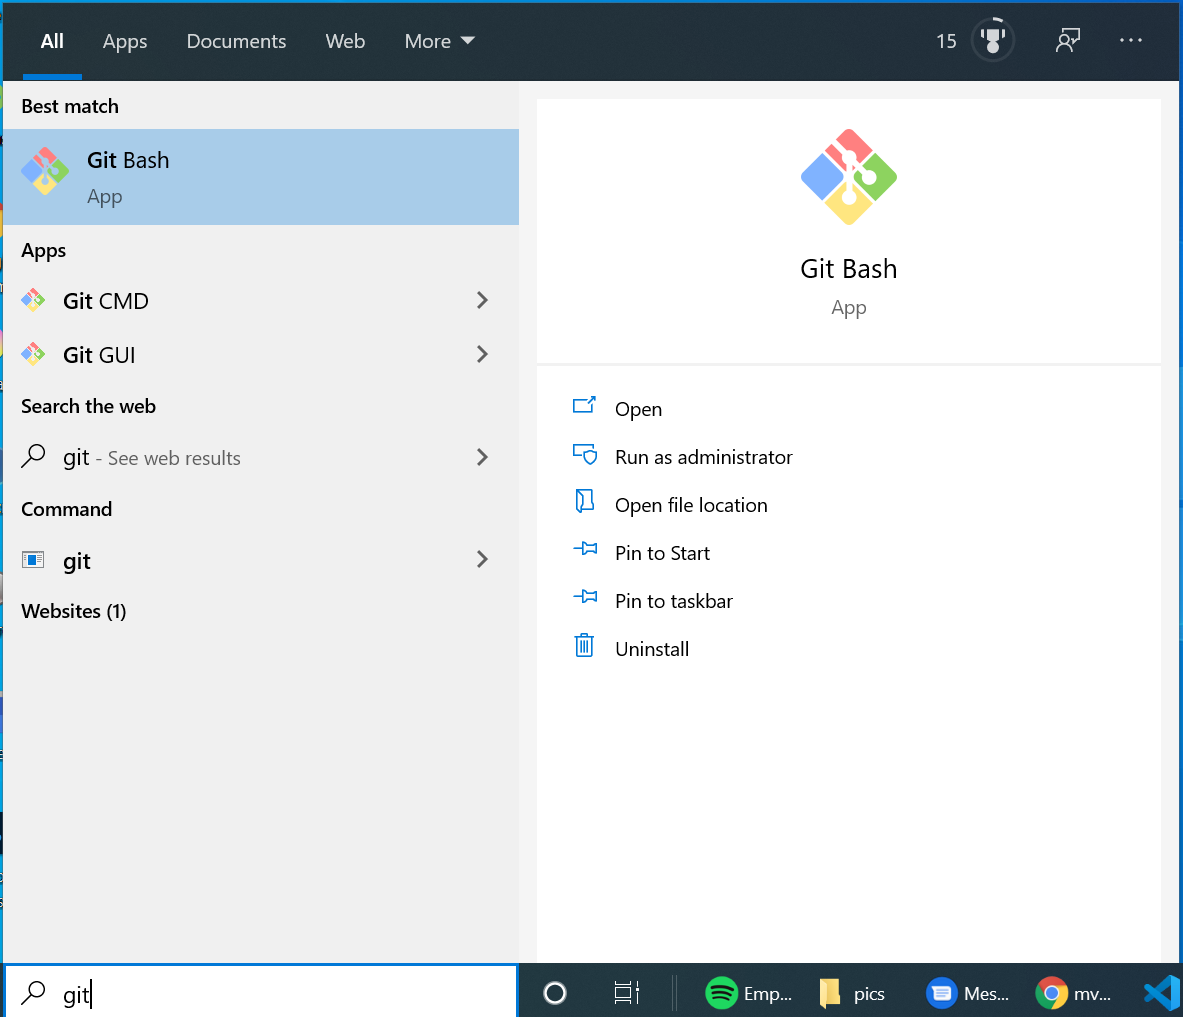 All Apps Documents Web More 15
Best match
Git Bash
App
Apps
Git CMD
Git GUI
Search the web
git - See web results
Command
git
Websites (1)
Git Bash
App
Open
Run as administrator
Open file location
Pin to Start
Pin to taskbar
Uninstall
git
Emp... pics Mes... mv...